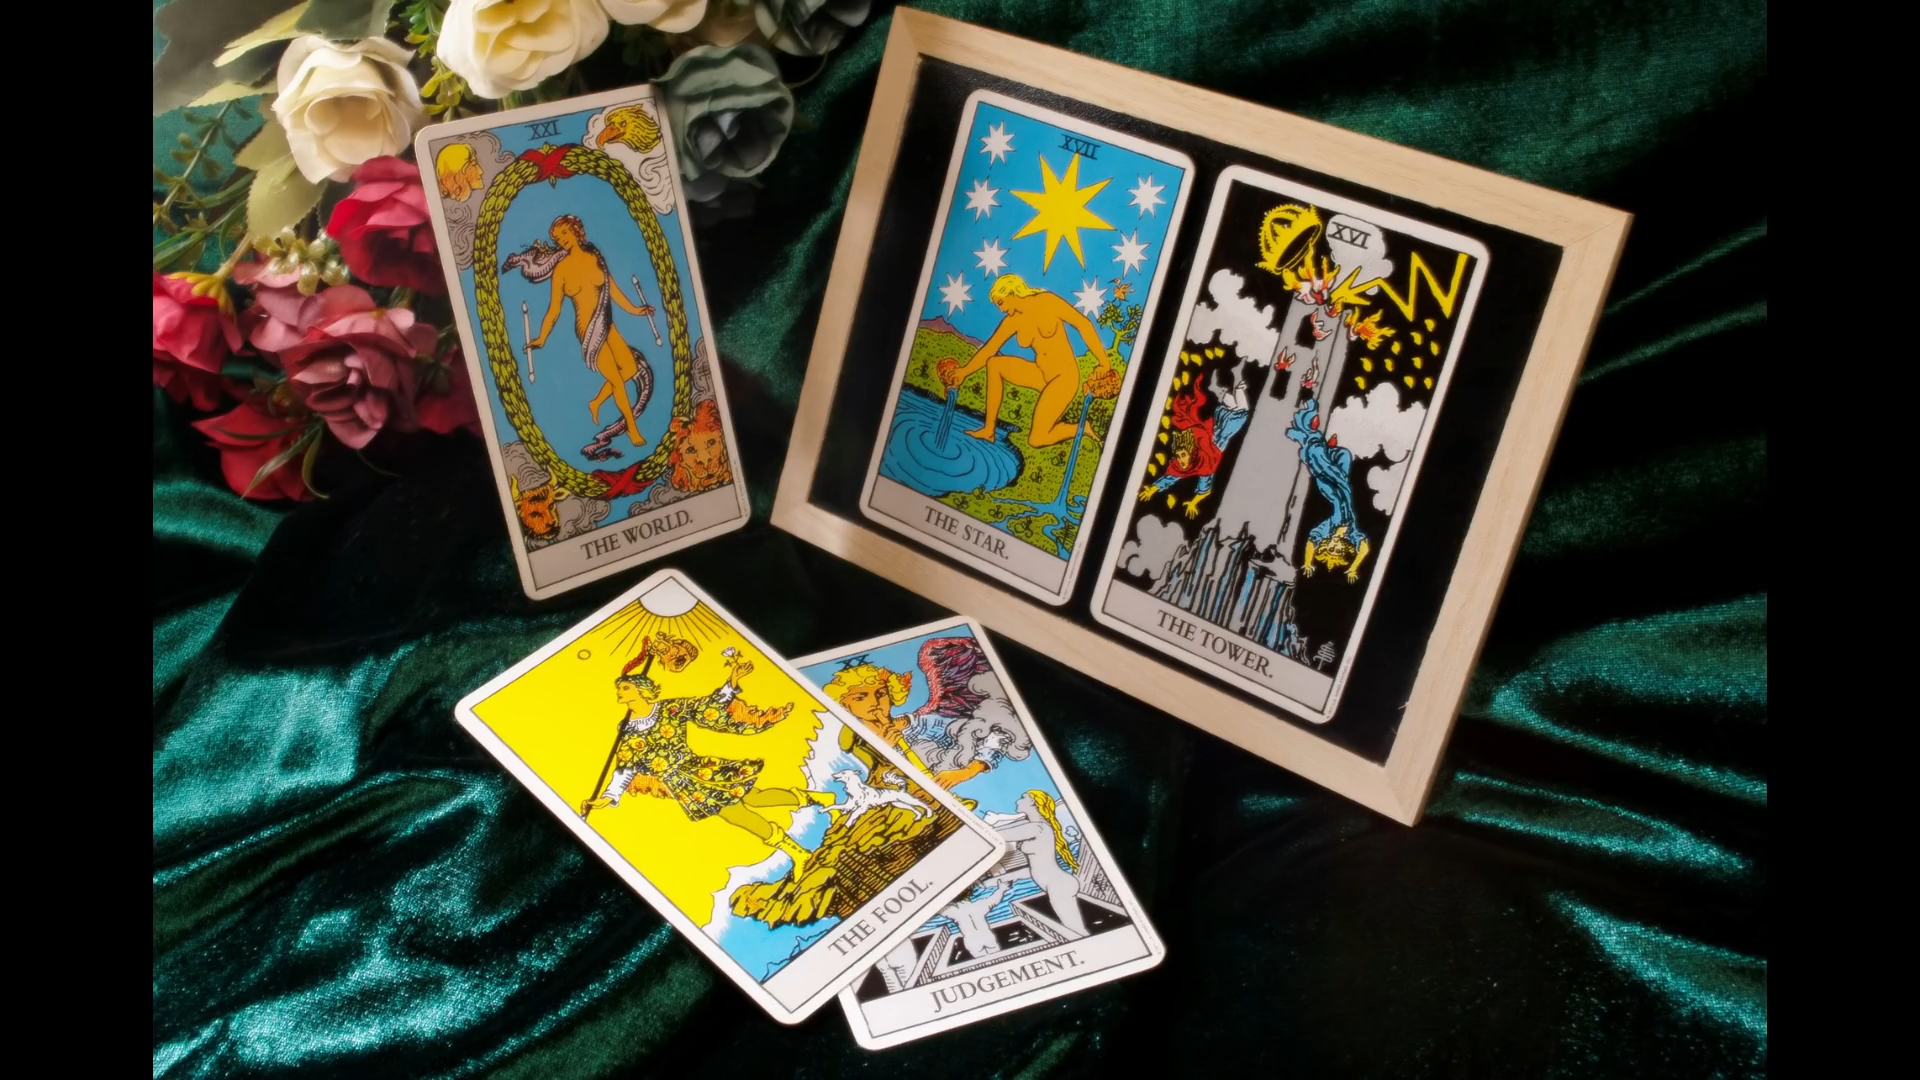 XXI
THE WORLD.
XVII
THE STAR.
XVI
THE TOWER.
THE FOOL.
XX
JUDGEMENT.